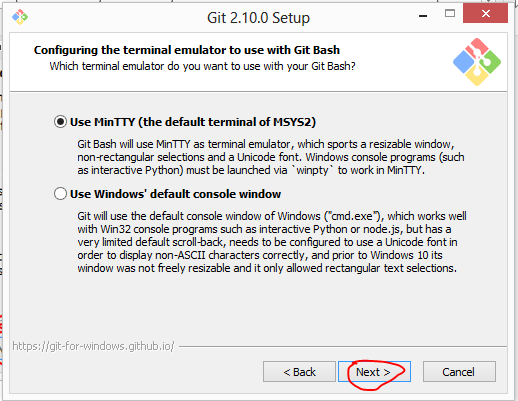 Git 2.10.0 Setup
Configuring the terminal emulator to use with Git Bash
Which terminal emulator do you want to use with your Git Bash?
Use MinTTY (the default terminal of MSYS2)
Git Bash will use MinTTY as terminal emulator, which sports a resizable window,
non-rectangular selections and a Unicode font. Windows console programs (such
as interactive Python) must be launched via `winpty` to work in MinTTY.
Use Windows' default console window
Git will use the default console window of Windows ("cmd.exe"), which works well
with Win32 console programs such as interactive Python or node.js, but has a
very limited default scroll-back, needs to be configured to use a Unicode font in
order to display non-ASCII characters correctly, and prior to Windows 10 its
window was not freely resizable and it only allowed rectangular text selections.
https://git-for-windows.github.io/
< Back
Next >
Cancel